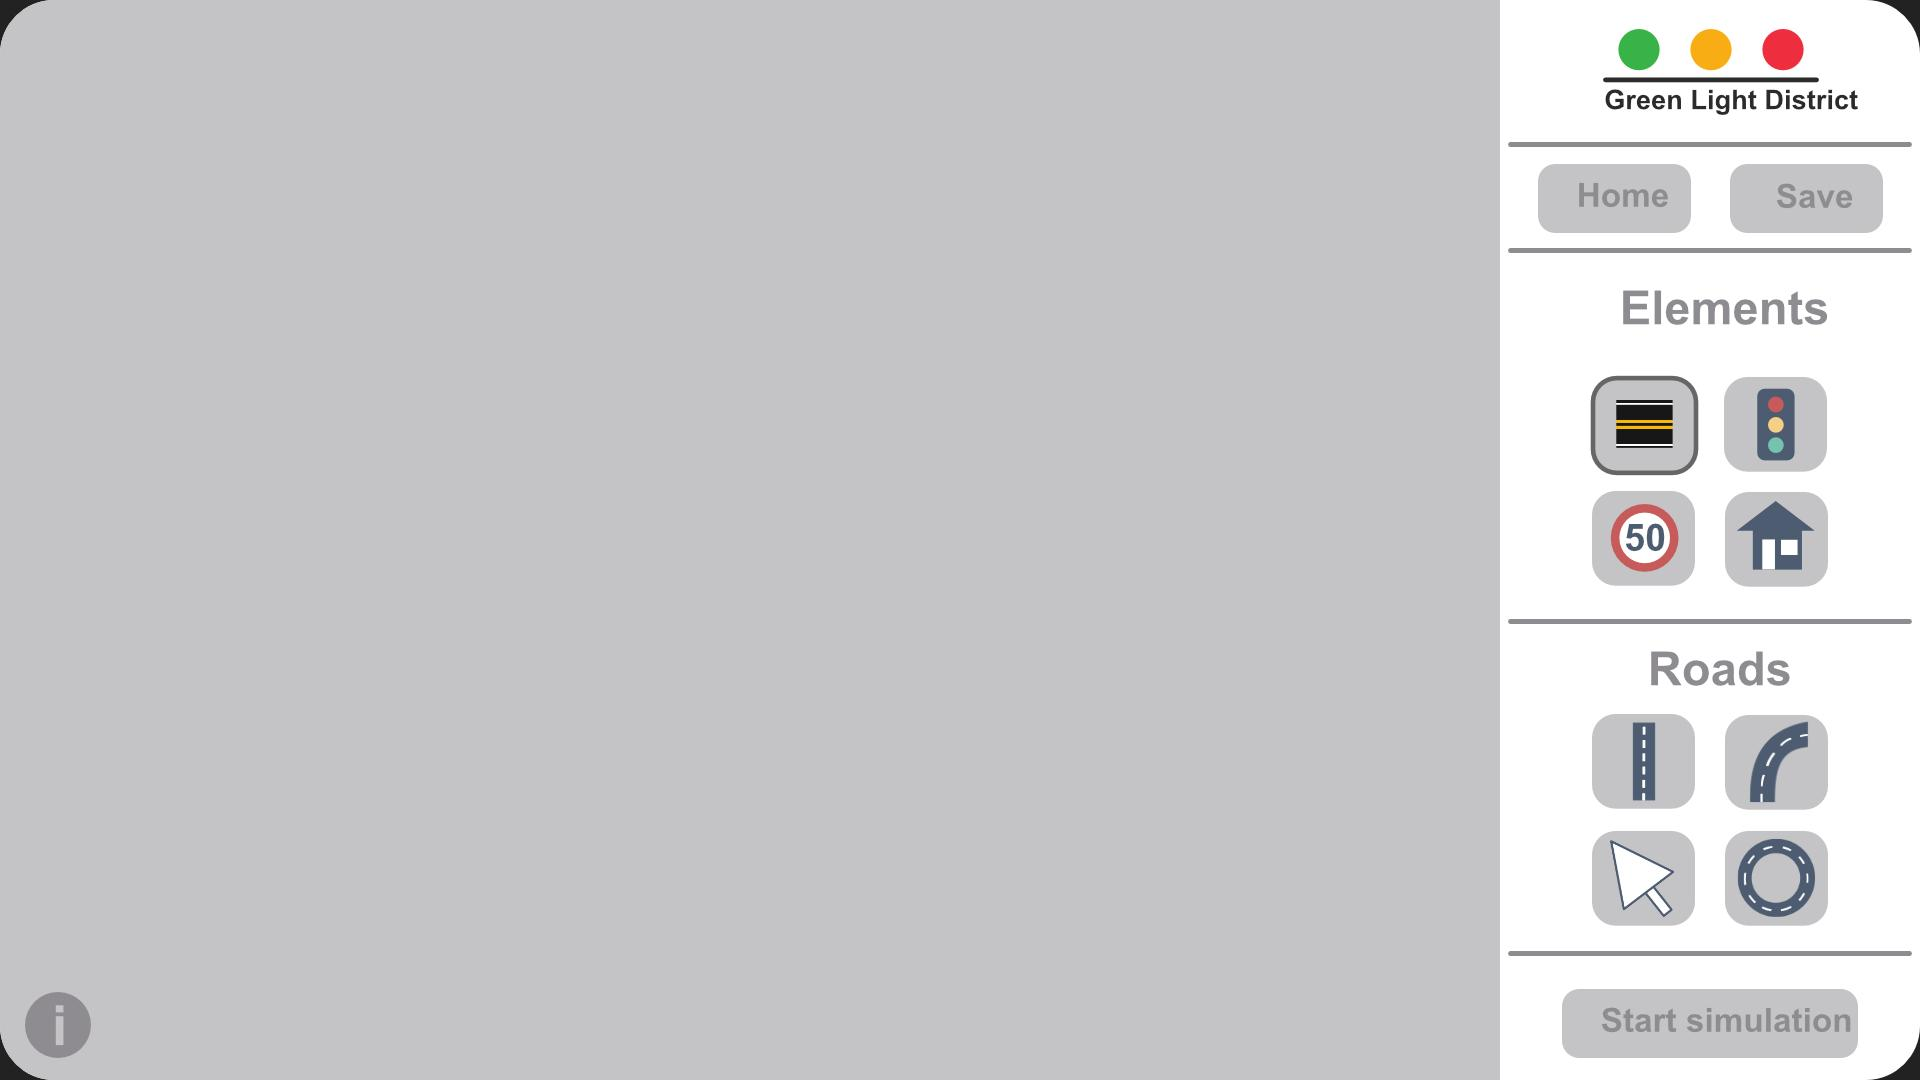 Green Light District
Home
Save
Elements
50
Roads
i
Start simulation